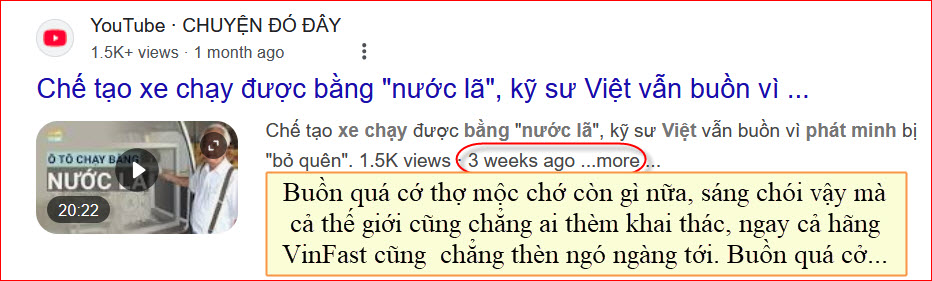 YouTube · CHUYỆN ĐÓ ĐÂY
1.5K+ views · 1 month ago
Chế tạo xe chạy được bằng "nước lã", kỹ sư Việt vẫn buồn vì ...
Chế tạo xe chạy được bằng "nước lã", kỹ sư Việt vẫn buồn vì phát minh bị
"bỏ quên". 1.5K views · 3 weeks ago ...more ...
Ô TÔ CHẠY BẰNG
NƯỚC LÃ
20:22
Buồn quá cớ thợ mộc chớ còn gì nữa, sáng chói vậy mà
cả thế giới cũng chẳng ai thèm khai thác, ngay cả hãng
VinFast cũng chẳng thèn ngó ngàng tới. Buồn quá cở...